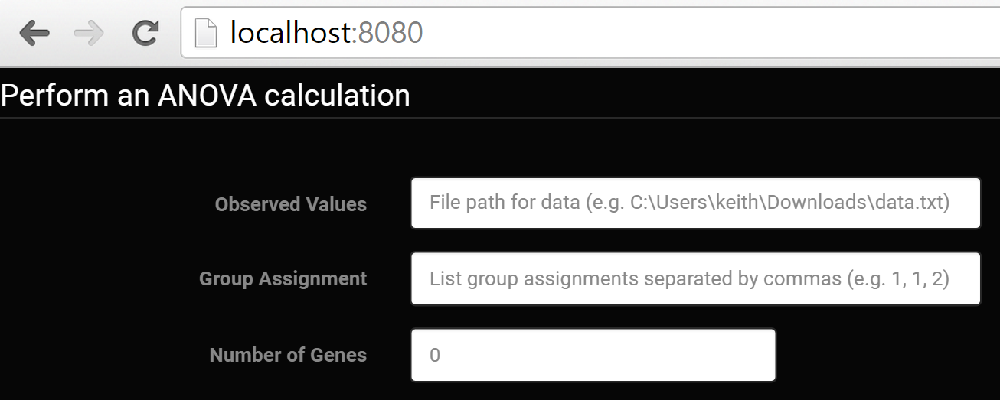 localhost:8080
Perform an ANOVA calculation
Observed Values
File path for data (e.g. C:\Users\keith\Downloads\data.txt)
Group Assignment
List group assignments separated by commas (e.g. 1, 1, 2)
Number of Genes
0